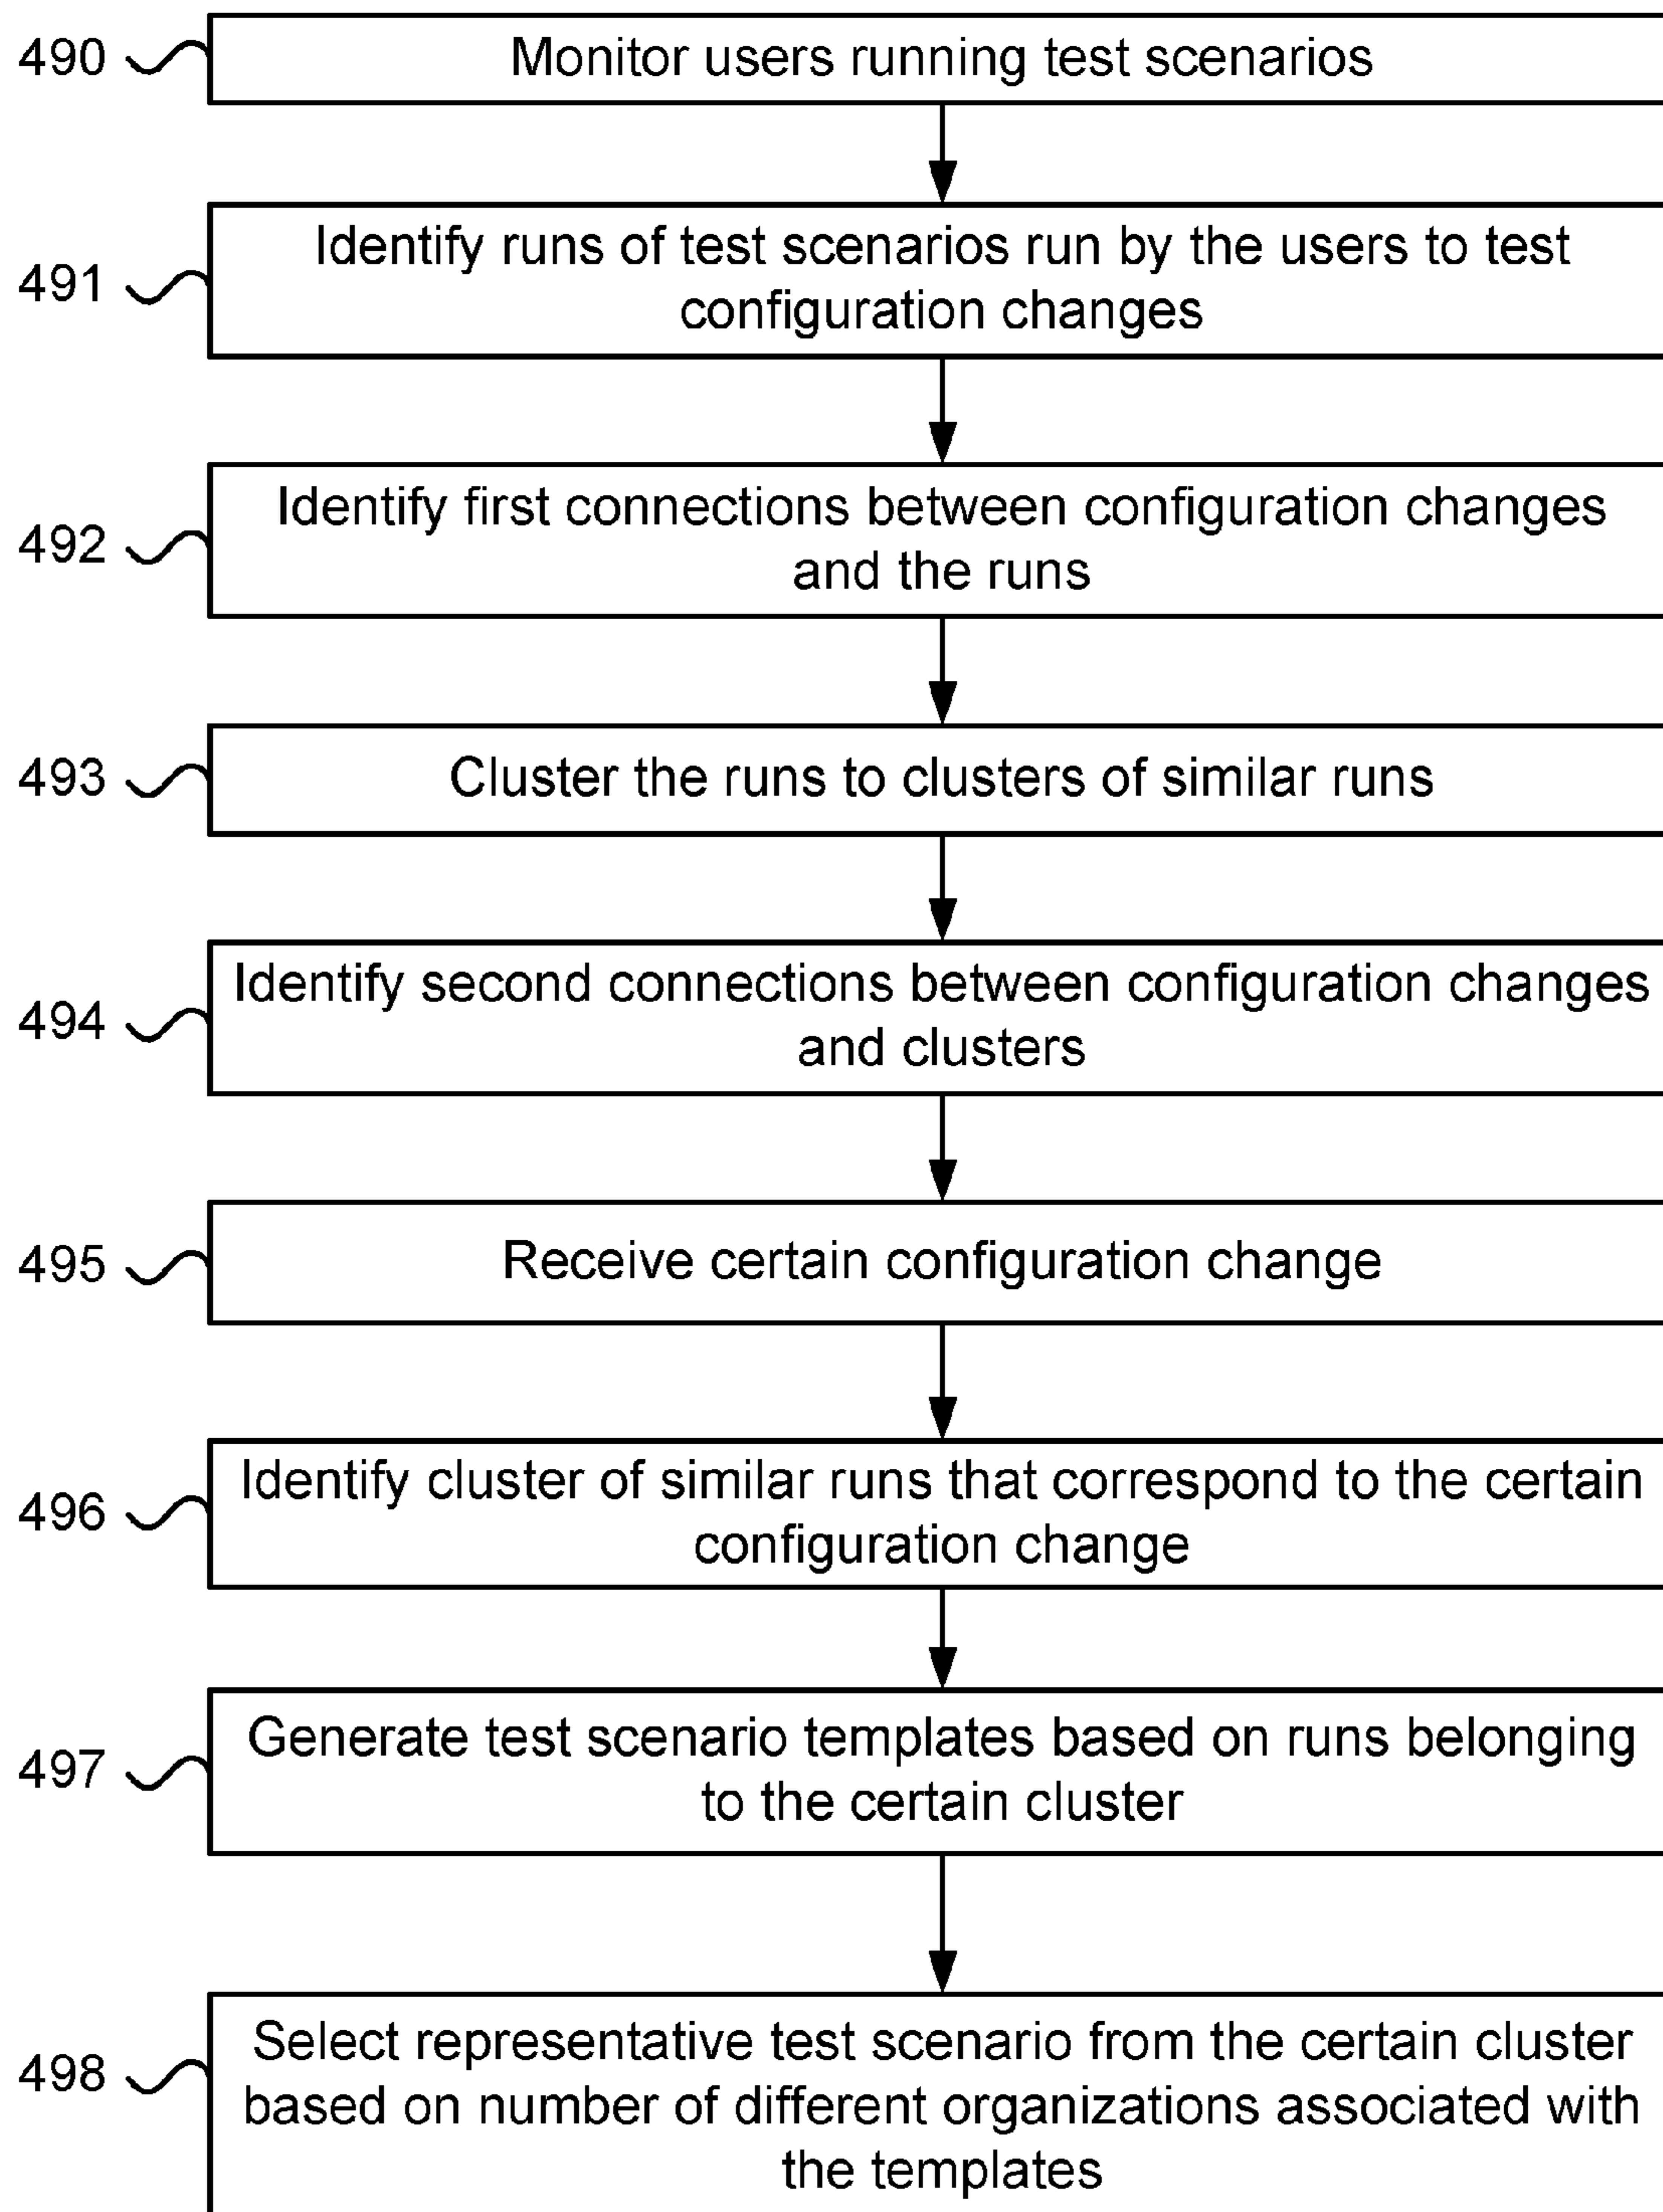 490
Monitor users running test scenarios
491
Identify runs of test scenarios run by the users to test
configuration changes
492
Identify first connections between configuration changes
and the runs
493
Cluster the runs to clusters of similar runs
494
Identify second connections between configuration changes
and clusters
495
Receive certain configuration change
496
Identify cluster of similar runs that correspond to the certain
configuration change
497
Generate test scenario templates based on runs belonging
to the certain cluster
498
Select representative test scenario from the certain cluster
based on number of different organizations associated with
the templates